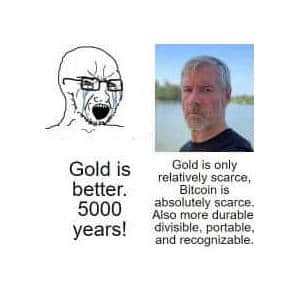 Gold is
better.
5000
years!
Gold is only
relatively scarce,
Bitcoin is
absolutely scarce.
Also more durable
divisible, portable,
and recognizable.